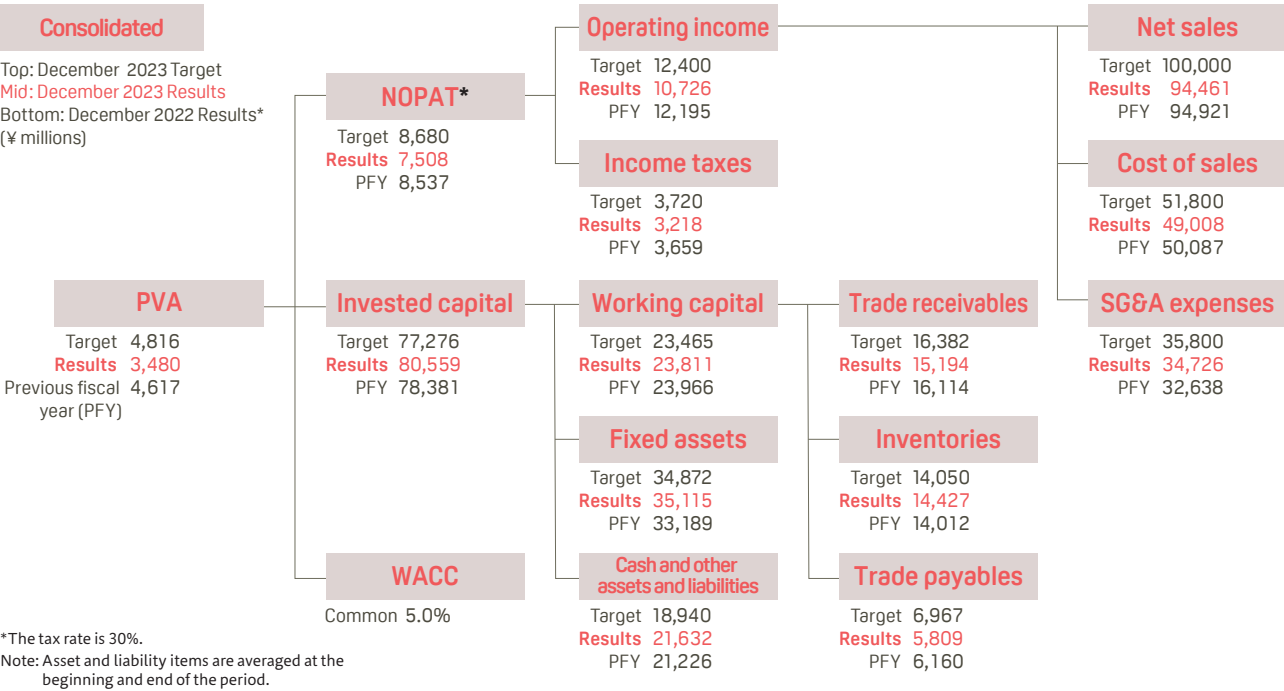 Consolidated
Top: December 2023 Target
Mid: December 2023 Results
Bottom: December 2022 Results*
(¥ millions)
PVA
Target 4,816
Results 3,480
Previous fiscal 4,617
year (PFY)
NOPAT*
Target 8,680
Results 7,508
PFY 8,537
Invested capital
Target 77,276
Results 80,559
PFY 78,381
WACC
Common 5.0%
Operating income
Target 12,400
Results 10,726
PFY 12,195
Income taxes
Target 3,720
Results 3,218
PFY 3,659
Working capital
Target 23,465
Results 23,811
PFY 23,966
Fixed assets
Target 34,872
Results 35,115
PFY 33,189
Cash and other
assets and liabilities
Target 18,940
Results 21,632
PFY 21,226
Trade receivables
Target 16,382
Results 15,194
PFY 16,114
Inventories
Target 14,050
Results 14,427
PFY 14,012
Trade payables
Target 6,967
Results 5,809
PFY 6,160
Net sales
Target 100,000
Results 94,461
PFY 94,921
Cost of sales
Target 51,800
Results 49,008
PFY 50,087
SG&A expenses
Target 35,800
Results 34,726
PFY 32,638
*The tax rate is 30%.
Note: Asset and liability items are averaged at the
beginning and end of the period.